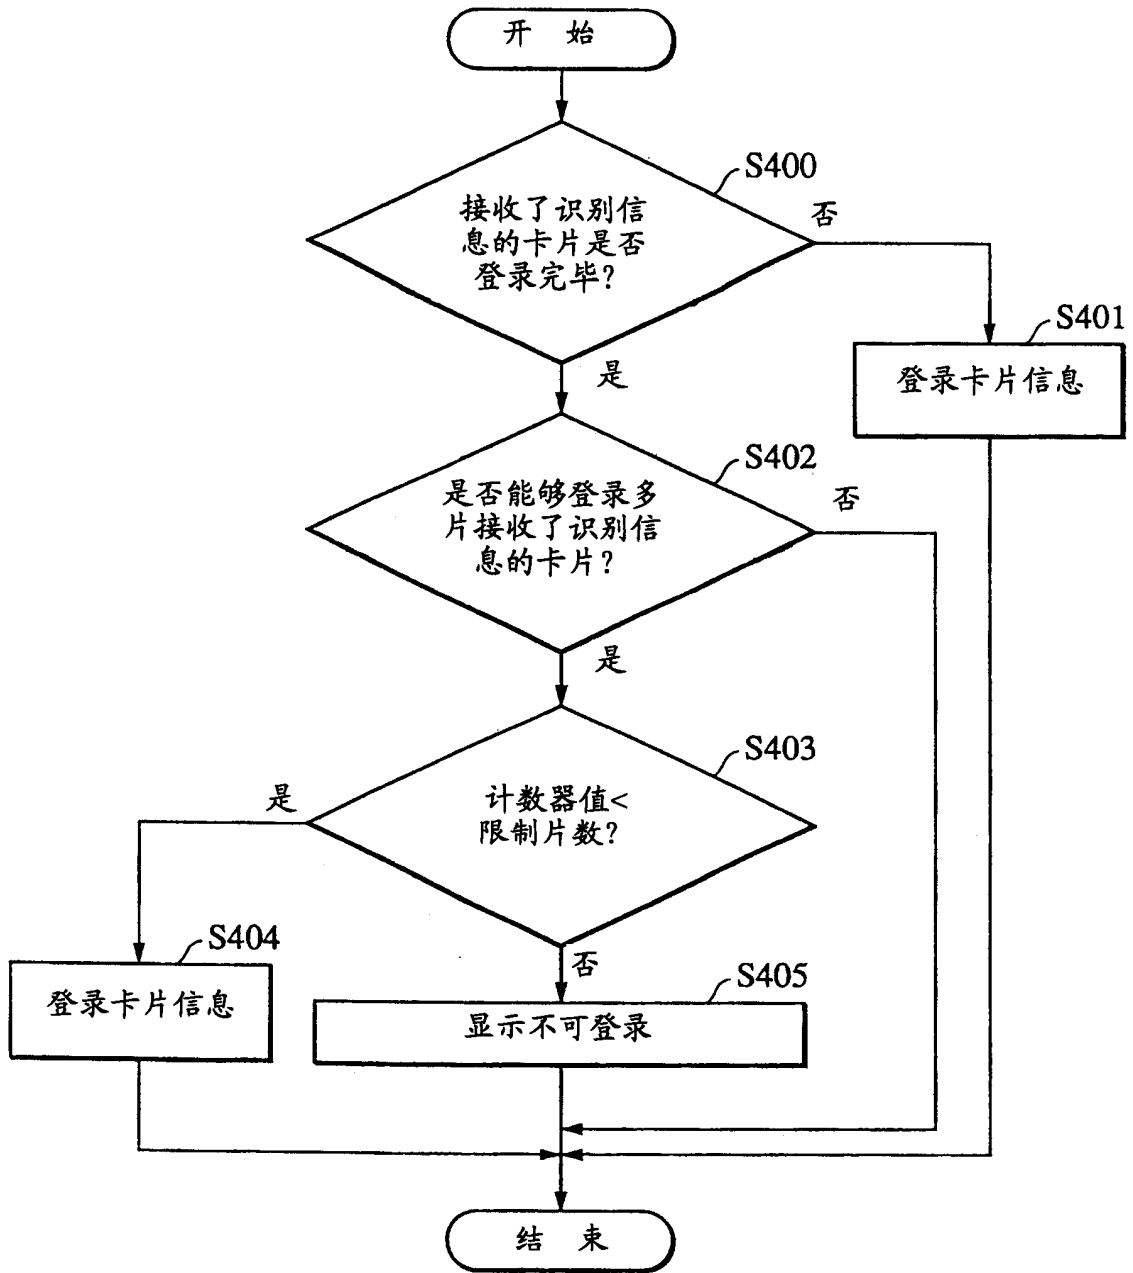 开 始
S400
接收了识别信
息的卡片是否
登录完毕?
否
S401
登录卡片信息
是
S402
是否能够登录多
片接收了识别信
息的卡片?
否
是
S403
计数器值<
限制片数?
是
S404
登录卡片信息
否
S405
显示不可登录
结 束